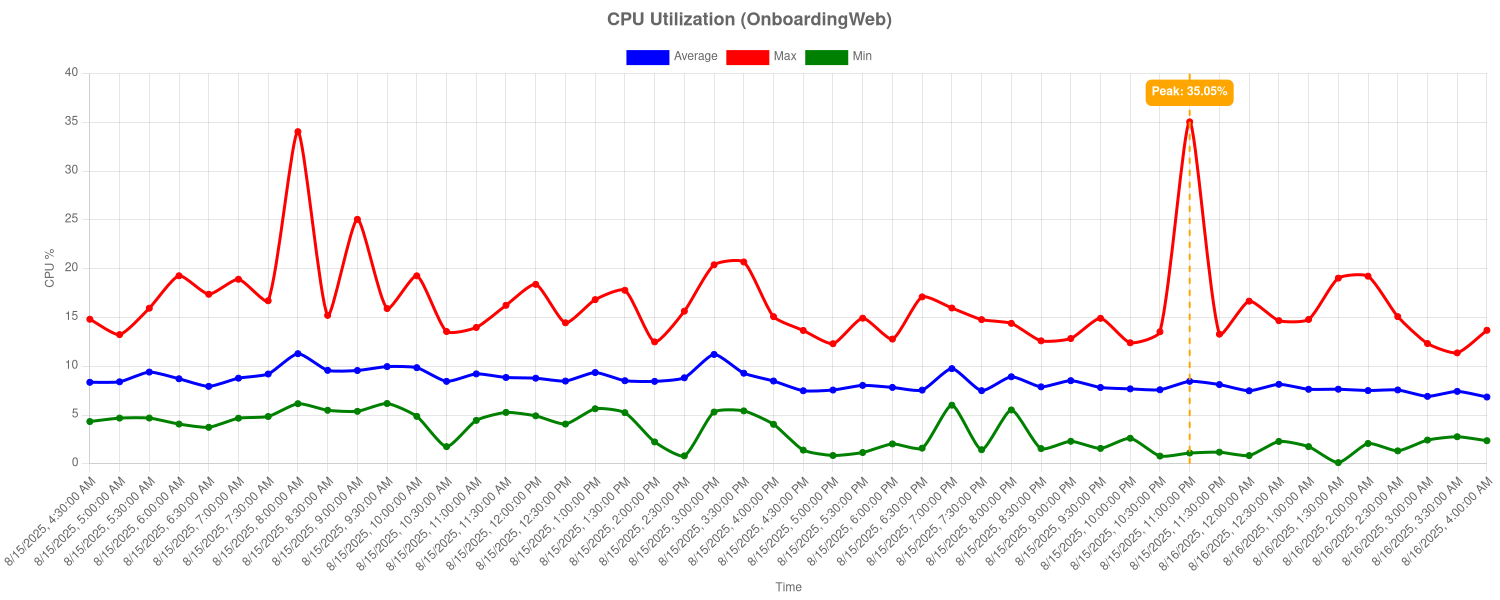 CPU Utilization (OnboardingWeb)
Average
Max
Min
40
Peak: 35.05%
35
30
25
20
15
10
5
0
CPU %
8/15/2025, 4:30:00 AM
8/15/2025, 5:00:00 AM
8/15/2025, 5:30:00 AM
8/15/2025, 6:00:00 AM
8/15/2025, 6:30:00 AM
8/15/2025, 7:00:00 AM
8/15/2025, 7:30:00 AM
8/15/2025, 8:00:00 AM
8/15/2025, 8:30:00 AM
8/15/2025, 9:00:00 AM
8/15/2025, 9:30:00 AM
8/15/2025, 10:00:00 AM
8/15/2025, 10:30:00 AM
8/15/2025, 11:00:00 AM
8/15/2025, 11:30:00 AM
8/15/2025, 12:00:00 PM
8/15/2025, 12:30:00 PM
8/15/2025, 1:00:00 PM
8/15/2025, 1:30:00 PM
8/15/2025, 2:00:00 PM
8/15/2025, 2:30:00 PM
8/15/2025, 3:00:00 PM
8/15/2025, 3:30:00 PM
8/15/2025, 4:00:00 PM
8/15/2025, 4:30:00 PM
8/15/2025, 5:00:00 PM
8/15/2025, 5:30:00 PM
8/15/2025, 6:00:00 PM
8/15/2025, 6:30:00 PM
8/15/2025, 7:00:00 PM
8/15/2025, 7:30:00 PM
8/15/2025, 8:00:00 PM
8/15/2025, 8:30:00 PM
8/15/2025, 9:00:00 PM
8/15/2025, 9:30:00 PM
8/15/2025, 10:00:00 PM
8/15/2025, 10:30:00 PM
8/15/2025, 11:00:00 PM
8/15/2025, 11:30:00 PM
8/16/2025, 12:00:00 AM
8/16/2025, 12:30:00 AM
8/16/2025, 1:00:00 AM
8/16/2025, 1:30:00 AM
8/16/2025, 2:00:00 AM
8/16/2025, 2:30:00 AM
8/16/2025, 3:00:00 AM
8/16/2025, 3:30:00 AM
8/16/2025, 4:00:00 AM
Time